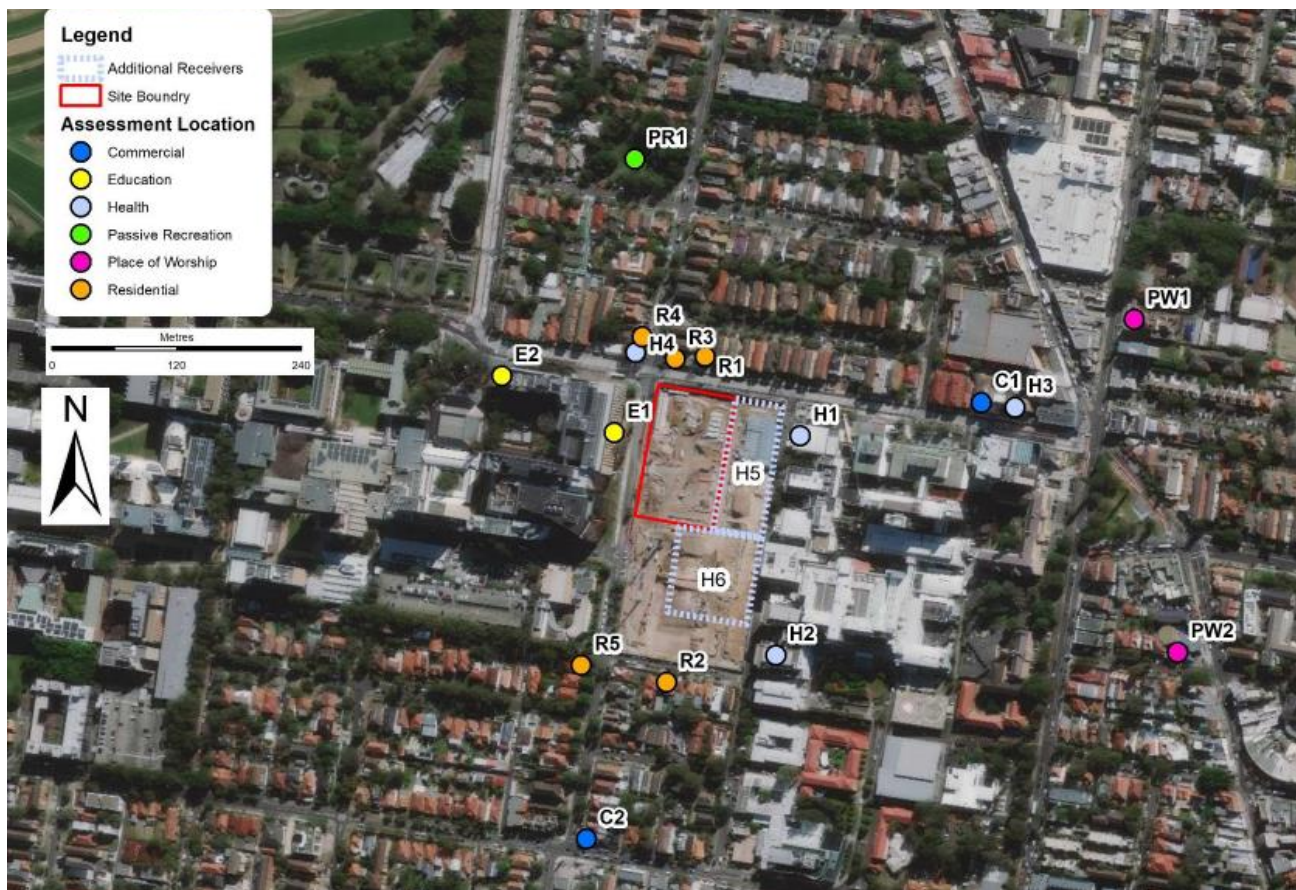 Legend
Additional Receivers
Site Boundry
Assessment Location
Commercial
Education
Health
Passive Recreation
Place of Worship
Residential
Metres
0 120 240
N
PR1
PW1
R4
H4
R3
R1
E2
E1
C1
H3
H1
H5
H6
H2
PW2
R5
R2
C2